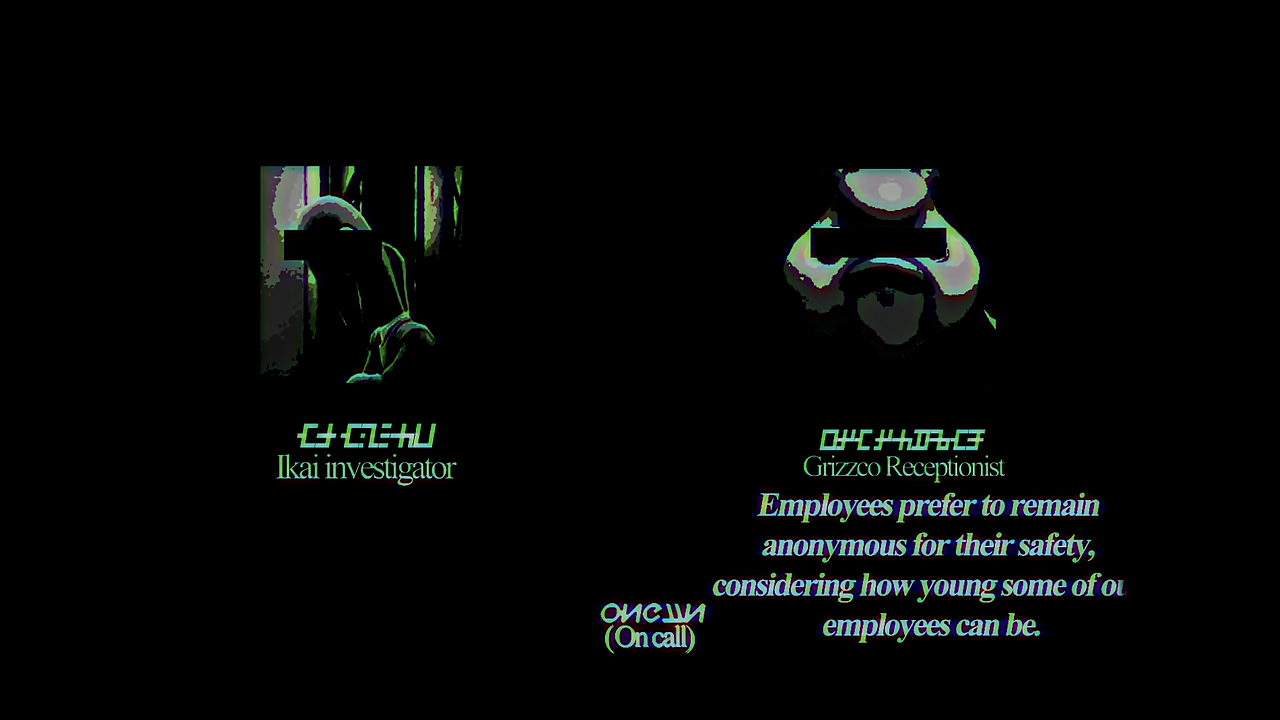 Ikai investigator
Grizzco Receptionist
Employees prefer to remain
anonymous for their safety,
considering how young some of ou
employees can be.
(On call)